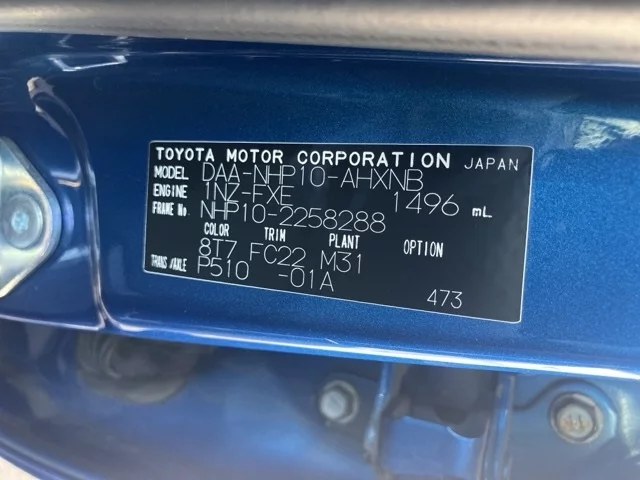 TOYOTA MOTOR CORPORATION JAPAN
MODEL DAA-NHP10-AHXNB
ENGINE 1NZ-FXE 1496 mL
FRAME No. NHP10-2258288
COLOR TRIM PLANT OPTION
8T7 FC22 M31
TRANS/AXLE P510 -01A
473